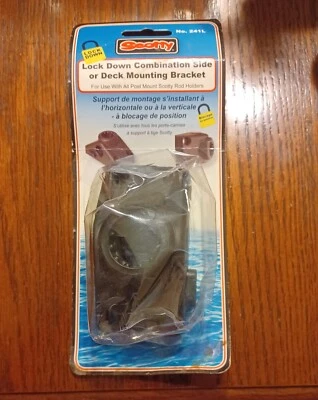 No. 241L
LOCK
DOWN
Scotty
Lock Down Combination Side
or Deck Mounting Bracket
For Use With All Post Mount Scotty Rod Holders
Support de montage s'installant à
l'horizontale ou à la verticale
- à blocage de position